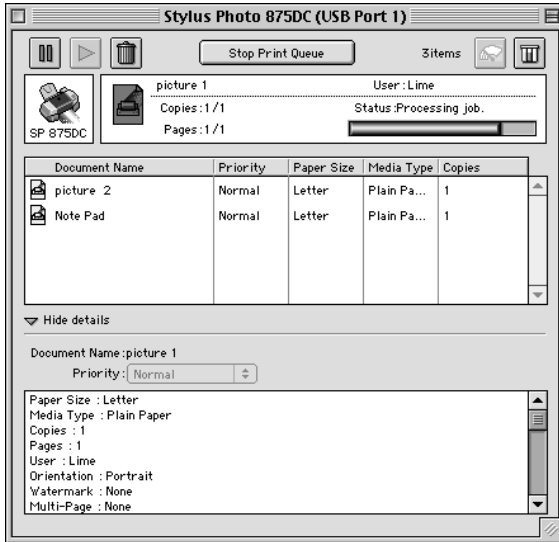 Stylus Photo 875DC (USB Port 1)
Stop Print Queue 3items
SP 875DC
picture 1 User :Lime
Copies:1/1 Status:Processing job.
Pages:1/1
Document Name Priority Paper Size Media Type Copies
picture 2 Normal Letter Plain Pa... 1
Note Pad Normal Letter Plain Pa... 1
Hide details
Document Name:picture 1
Priority: Normal
Paper Size : Letter
Media Type : Plain Paper
Copies : 1
Pages : 1
User : Lime
Orientation : Portrait
Watermark : None
Multi-Page : None